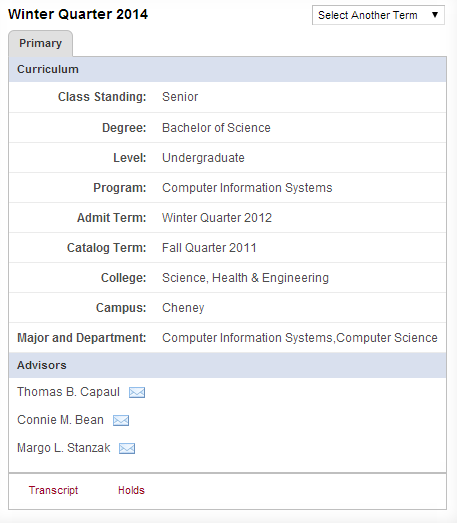 Winter Quarter 2014
Select Another Term
Primary
Curriculum
Class Standing: Senior
Degree: Bachelor of Science
Level: Undergraduate
Program: Computer Information Systems
Admit Term: Winter Quarter 2012
Catalog Term: Fall Quarter 2011
College: Science, Health & Engineering
Campus: Cheney
Major and Department: Computer Information Systems,Computer Science
Advisors
Thomas B. Capaul
Connie M. Bean
Margo L. Stanzak
Transcript Holds